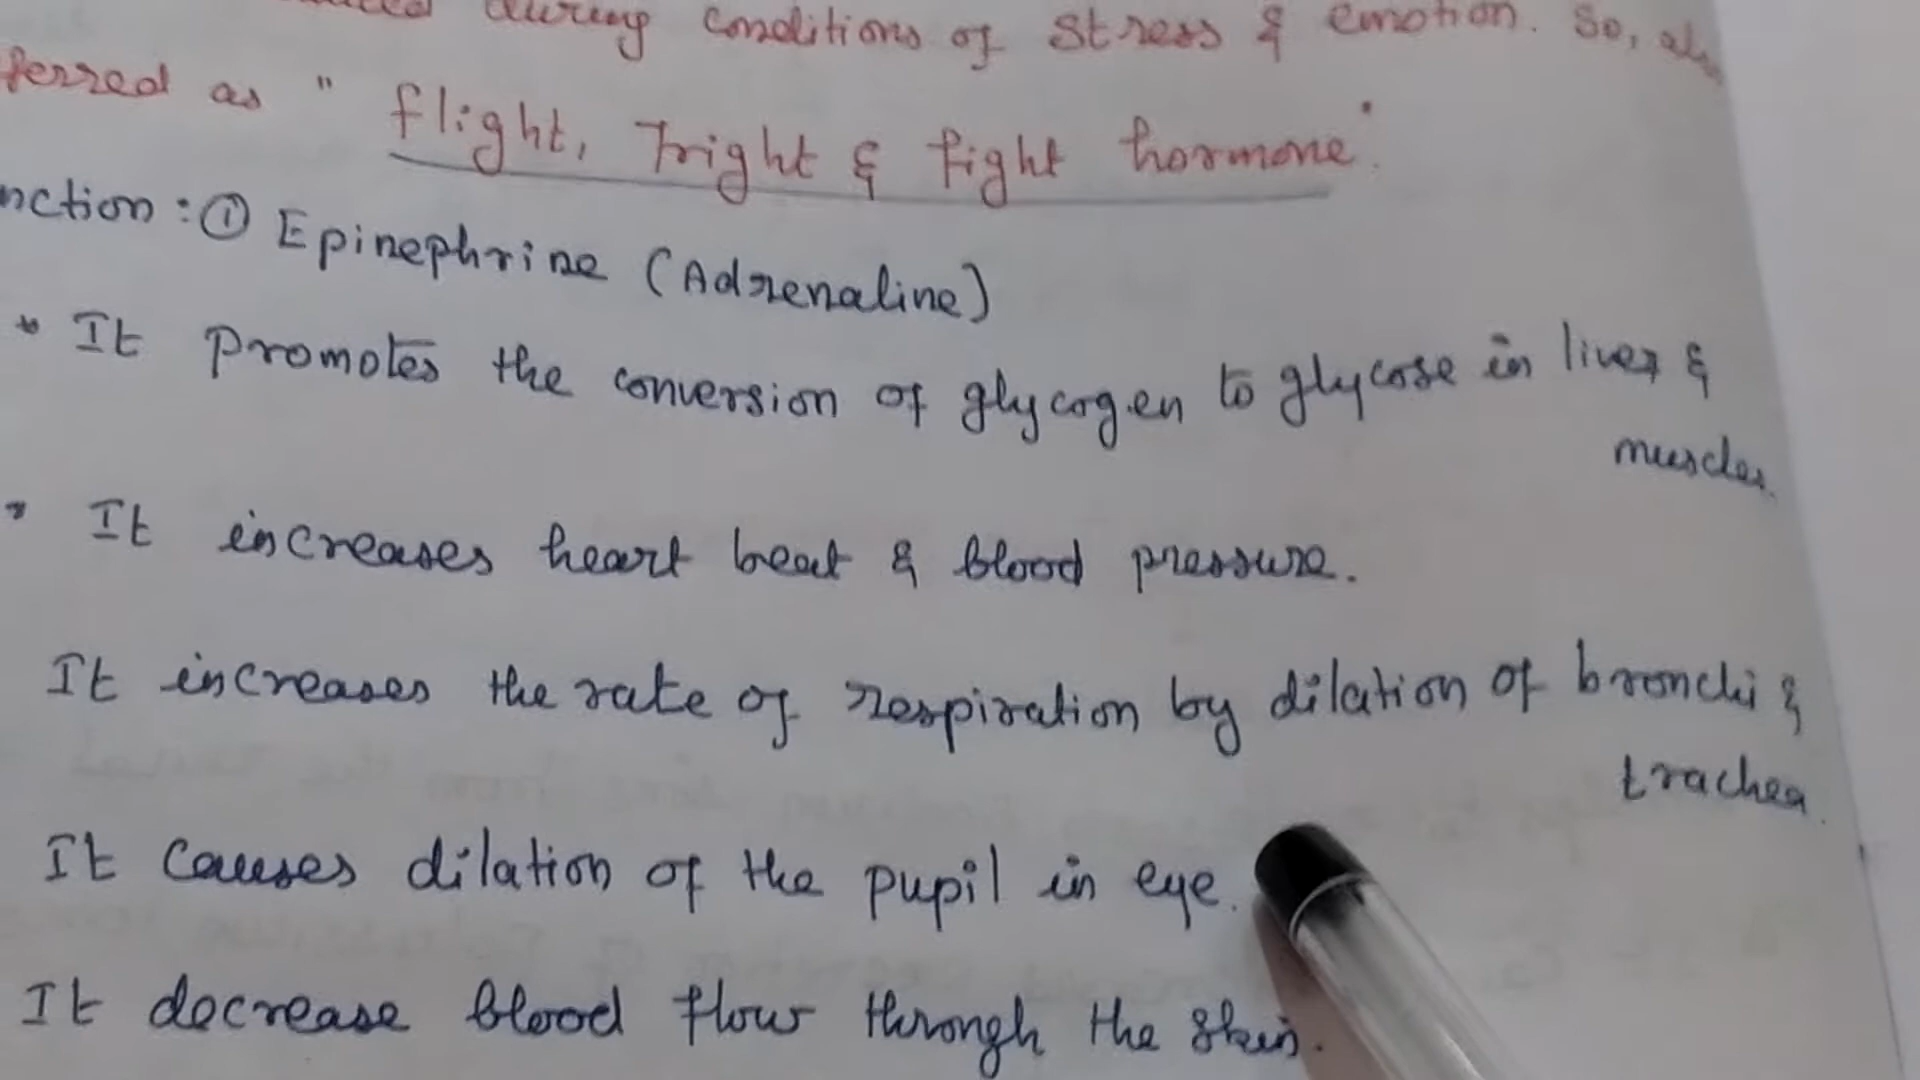 during conditions of stress & emotion. So, als
ferred as " flight, Fright & fight hormone"
nction : ① Epinephrine (Adrenaline)
* It promotes the conversion of glycogen to glycose in liver &
muscles.
* It increases heart beat & blood pressure.
It increases the rate of respiration by dilation of bronchi &
trachea.
It causes dilation of the pupil in eye.
It decrease blood flow through the skin.